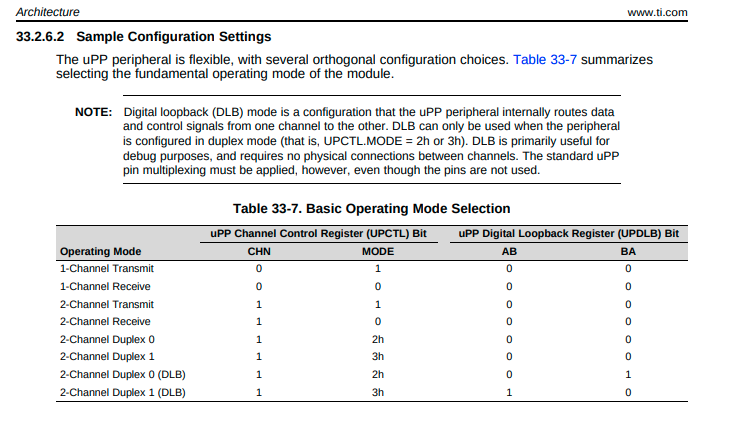 Architecture www.ti.com
33.2.6.2 Sample Configuration Settings
The uPP peripheral is flexible, with several orthogonal configuration choices. Table 33-7 summarizes
selecting the fundamental operating mode of the module.
NOTE: Digital loopback (DLB) mode is a configuration that the uPP peripheral internally routes data
and control signals from one channel to the other. DLB can only be used when the peripheral
is configured in duplex mode (that is, UPCTL.MODE = 2h or 3h). DLB is primarily useful for
debug purposes, and requires no physical connections between channels. The standard uPP
pin multiplexing must be applied, however, even though the pins are not used.
Table 33-7. Basic Operating Mode Selection
uPP Channel Control Register (UPCTL) Bit uPP Digital Loopback Register (UPDLB) Bit
Operating Mode CHN MODE AB BA
1-Channel Transmit 0 1 0 0
1-Channel Receive 0 0 0 0
2-Channel Transmit 1 1 0 0
2-Channel Receive 1 0 0 0
2-Channel Duplex 0 1 2h 0 0
2-Channel Duplex 1 1 3h 0 0
2-Channel Duplex 0 (DLB) 1 2h 0 1
2-Channel Duplex 1 (DLB) 1 3h 1 0